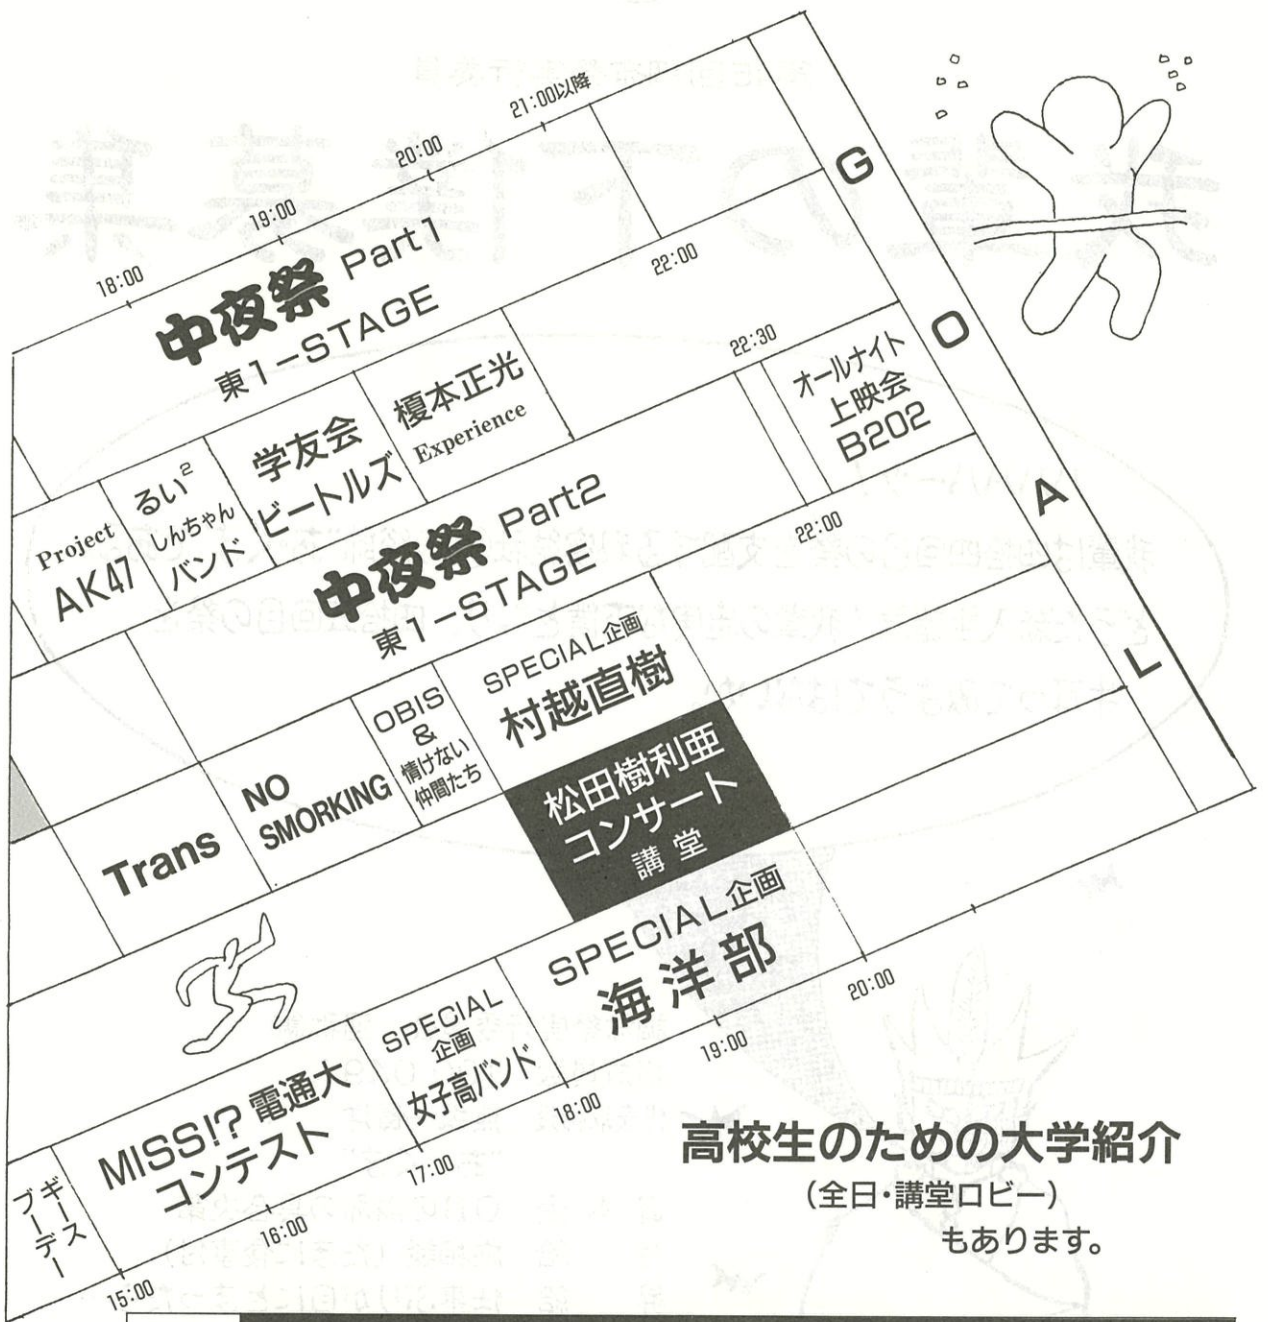 18:00
19:00
20:00
21:00以降
中夜祭 Part1
東1-STAGE
22:00
Project
AK47
るい²
しんちゃん
バンド
学友会
ビートルズ
榎本正光
Experience
22:30
中夜祭 Part2
東1-STAGE
オールナイト
上映会
B202
22:00
Trans
NO
SMORKING
OBIS
&
情けない
仲間たち
SPECIAL企画
村越直樹
松田樹利亜
コンサート
講堂
ギース
ブーデー
MISS!? 電通大
コンテスト
SPECIAL
企画
女子高バンド
SPECIAL企画
海洋部
15:00
16:00
17:00
18:00
19:00
20:00
G
O
A
L
高校生のための大学紹介
(全日・講堂ロビー)
もあります。